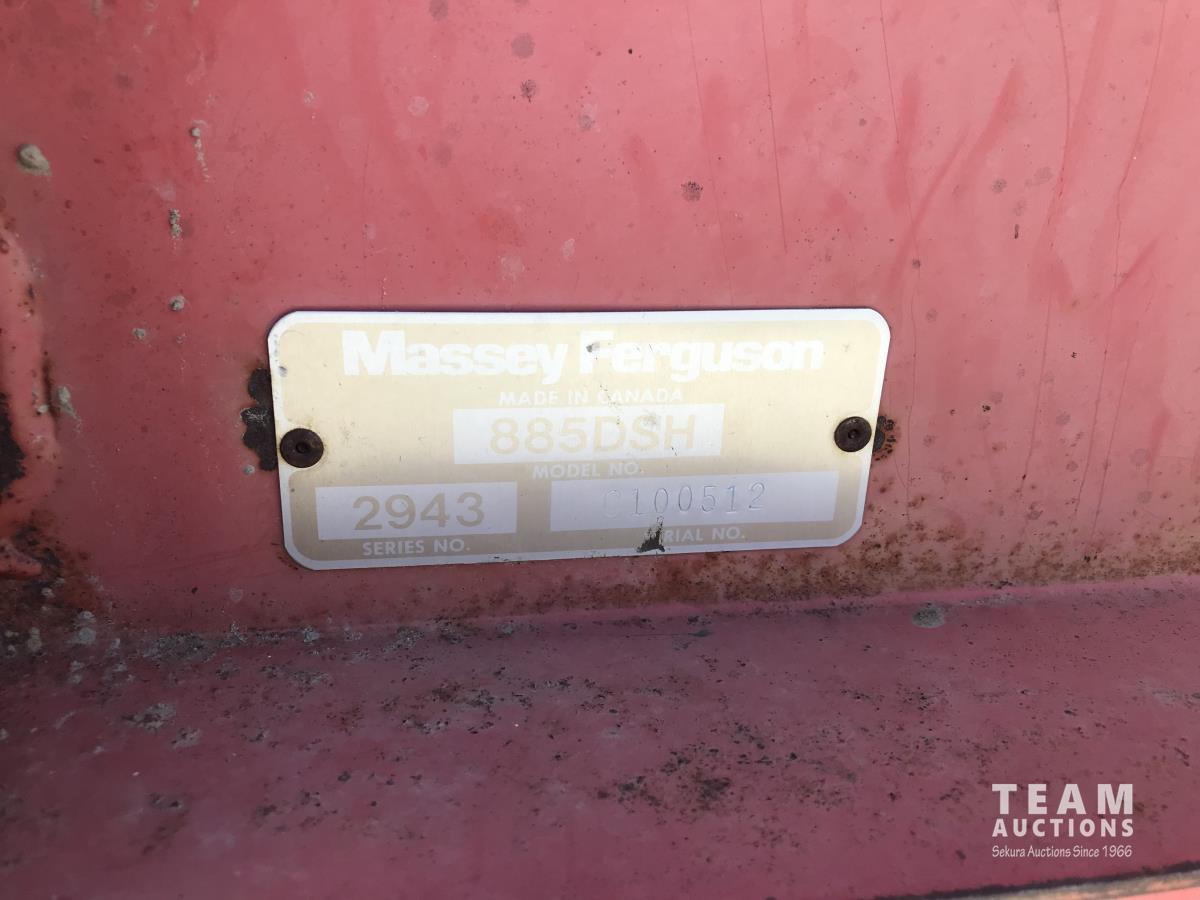 Massey Ferguson
MADE IN CANADA
885DSH
MODEL NO.
2943
C100512
SERIES NO.
TEAM
AUCTIONS
Sekura Auctions Since 1966